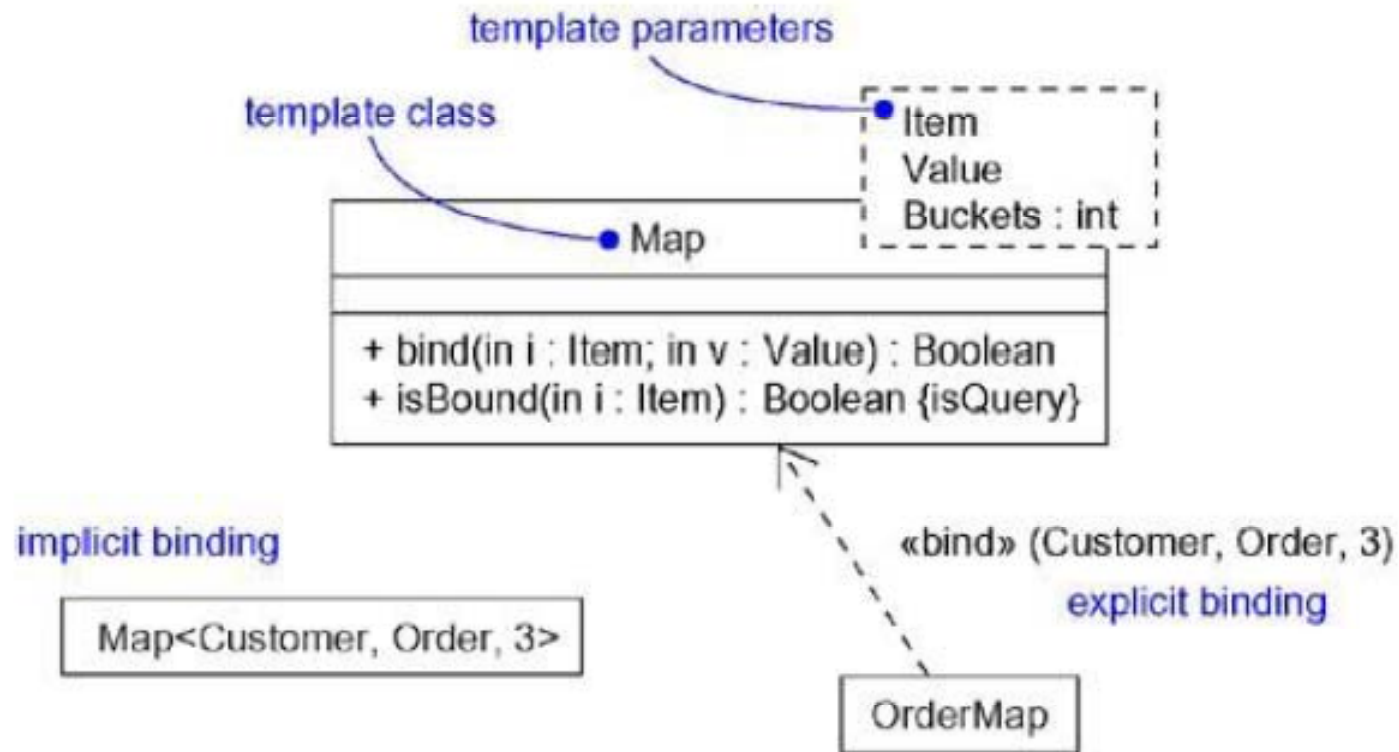 template parameters
template class
Item
Value
Buckets : int
Map
+ bind(in i : Item; in v : Value) : Boolean
+ isBound(in i : Item) : Boolean {isQuery}
implicit binding
«bind» (Customer, Order, 3)
explicit binding
Map<Customer, Order, 3>
OrderMap